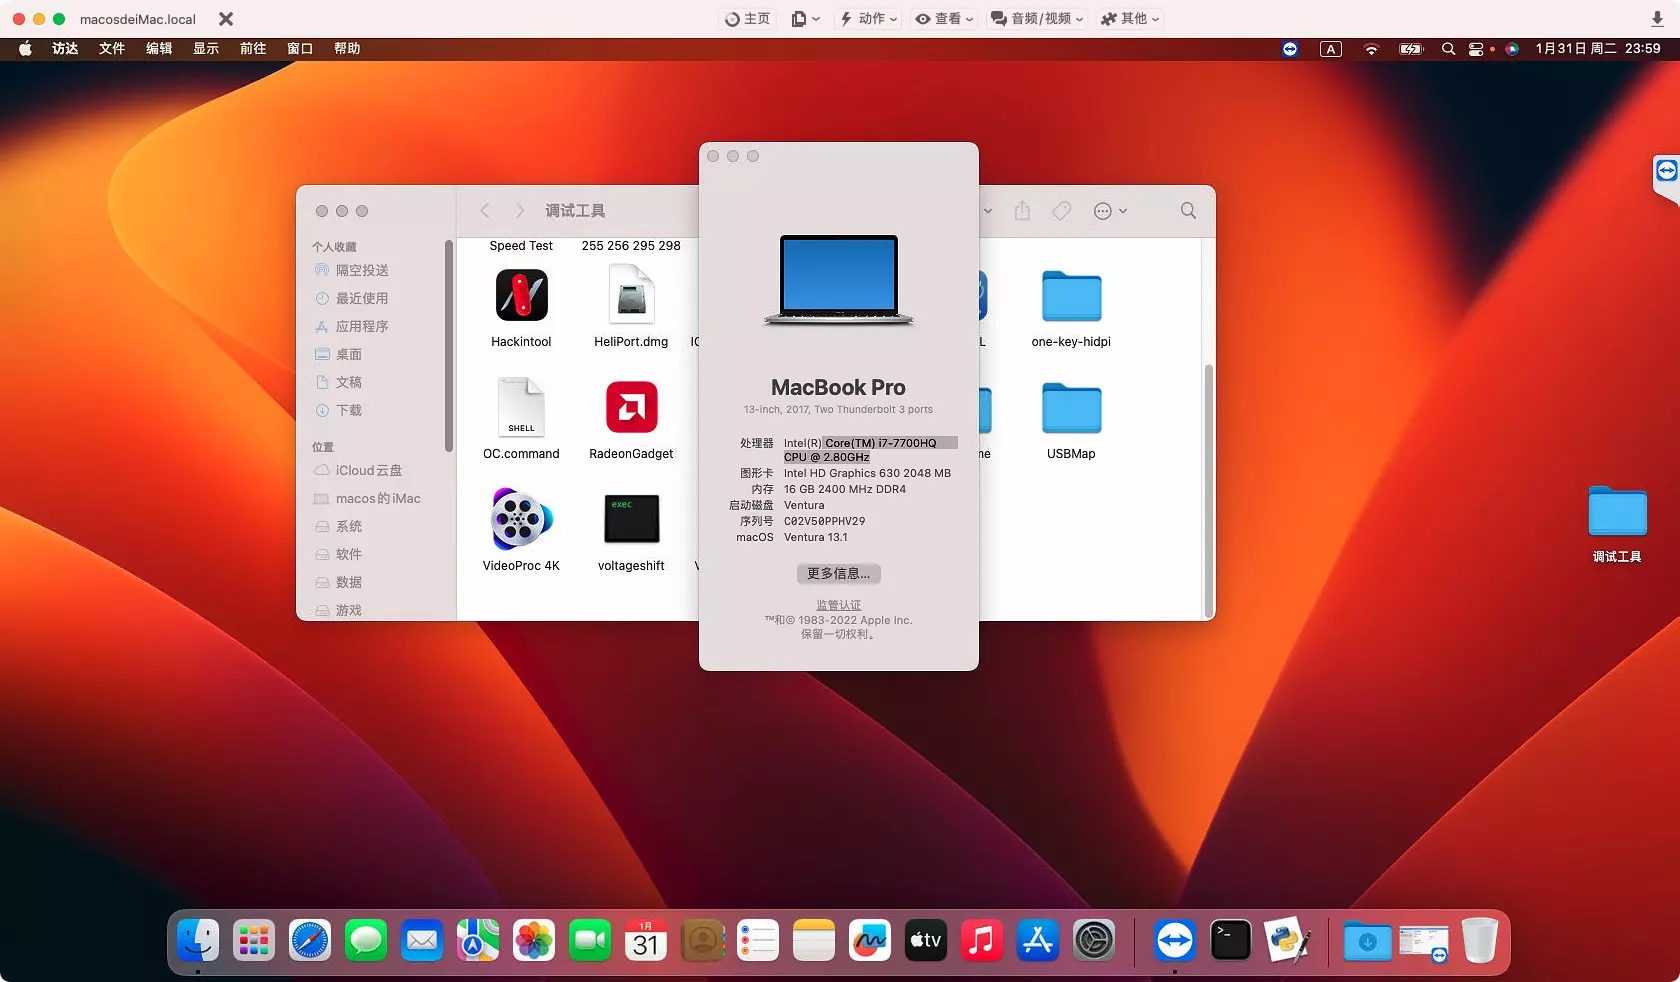 macosdeiMac.local
主页
动作
查看
音频/视频
其他
访达 文件 编辑 显示 前往 窗口 帮助
A
1月31日 周二 23:59
调试工具
个人收藏
隔空投送
最近使用
应用程序
桌面
文稿
下载
位置
iCloud云盘
macos的iMac
系统
软件
数据
游戏
Speed Test
255 256 295 298
Hackintool
HeliPort.dmg
L
one-key-hidpi
SHELL
OC.command
RadeonGadget
ne
USBMap
exec
VideoProc 4K
voltageshift
MacBook Pro
13-inch, 2017, Two Thunderbolt 3 ports
处理器 Intel(R) Core(TM) i7-7700HQ
CPU @ 2.80GHz
图形卡 Intel HD Graphics 630 2048 MB
内存 16 GB 2400 MHz DDR4
启动磁盘 Ventura
序列号 C02V50PPHV29
macOS Ventura 13.1
更多信息...
监管认证
™和© 1983-2022 Apple Inc.
保留一切权利。
调试工具
1月
31
tv
>_